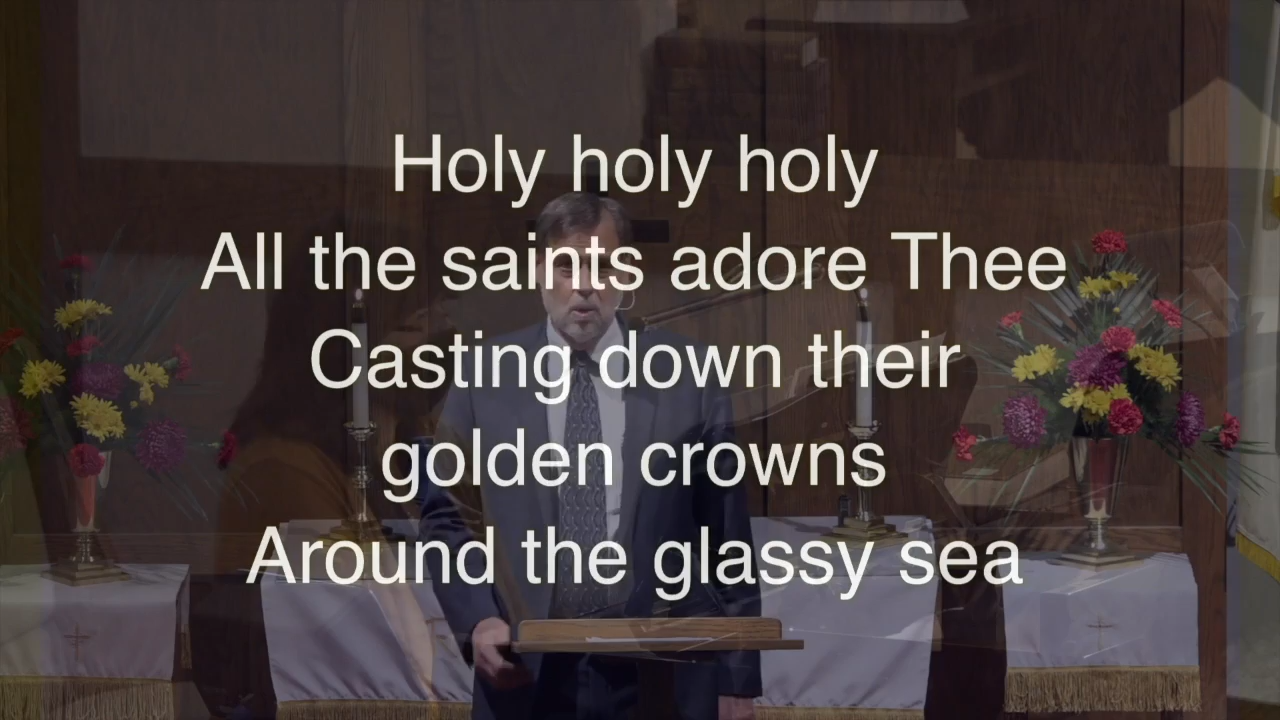 Holy holy holy
All the saints adore Thee
Casting down their
golden crowns
Around the glassy sea